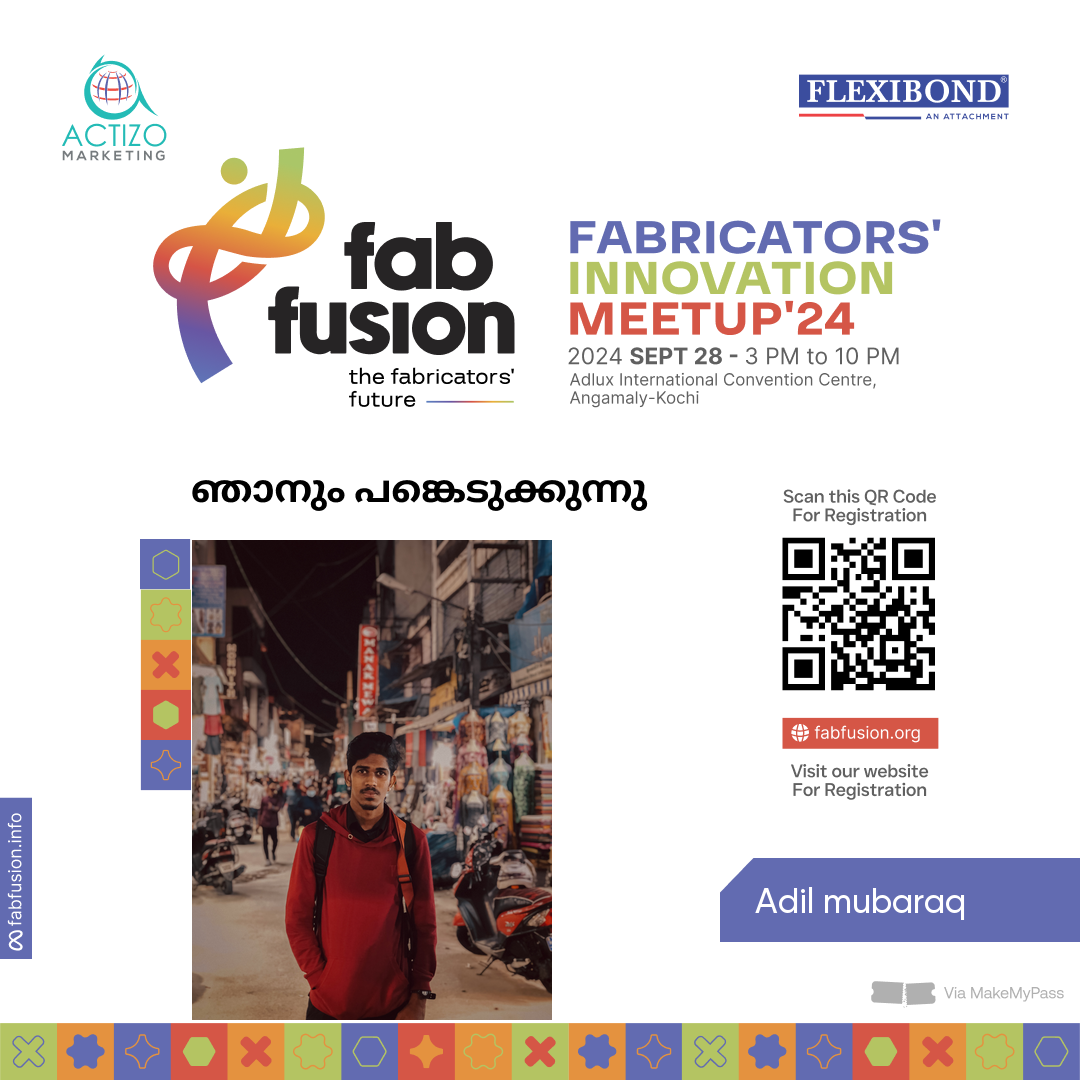 ACTIZO
MARKETING
FLEXIBOND®
AN ATTACHMENT
fab
fusion
the fabricators'
future
FABRICATORS'
INNOVATION
MEETUP'24
2024 SEPT 28 - 3 PM to 10 PM
Adlux International Convention Centre,
Angamaly-Kochi
ഞാനും പങ്കെടുക്കുന്നു
Scan this QR Code
For Registration
fabfusion.org
Visit our website
For Registration
fabfusion.info
Adil mubaraq
Via MakeMyPass